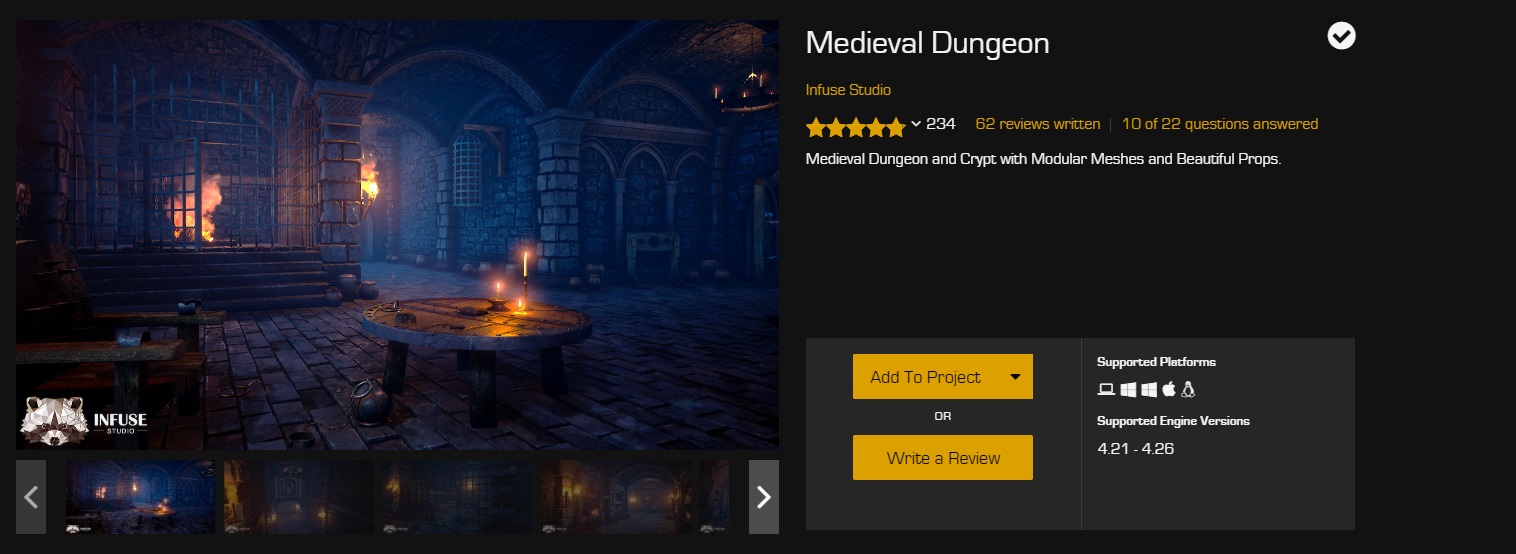 Medieval Dungeon
Infuse Studio
234 62 reviews written 10 of 22 questions answered
Medieval Dungeon and Crypt with Modular Meshes and Beautiful Props.
INFUSE
STUDIO
Add To Project
OR
Write a Review
Supported Platforms
Supported Engine Versions
4.21 - 4.26